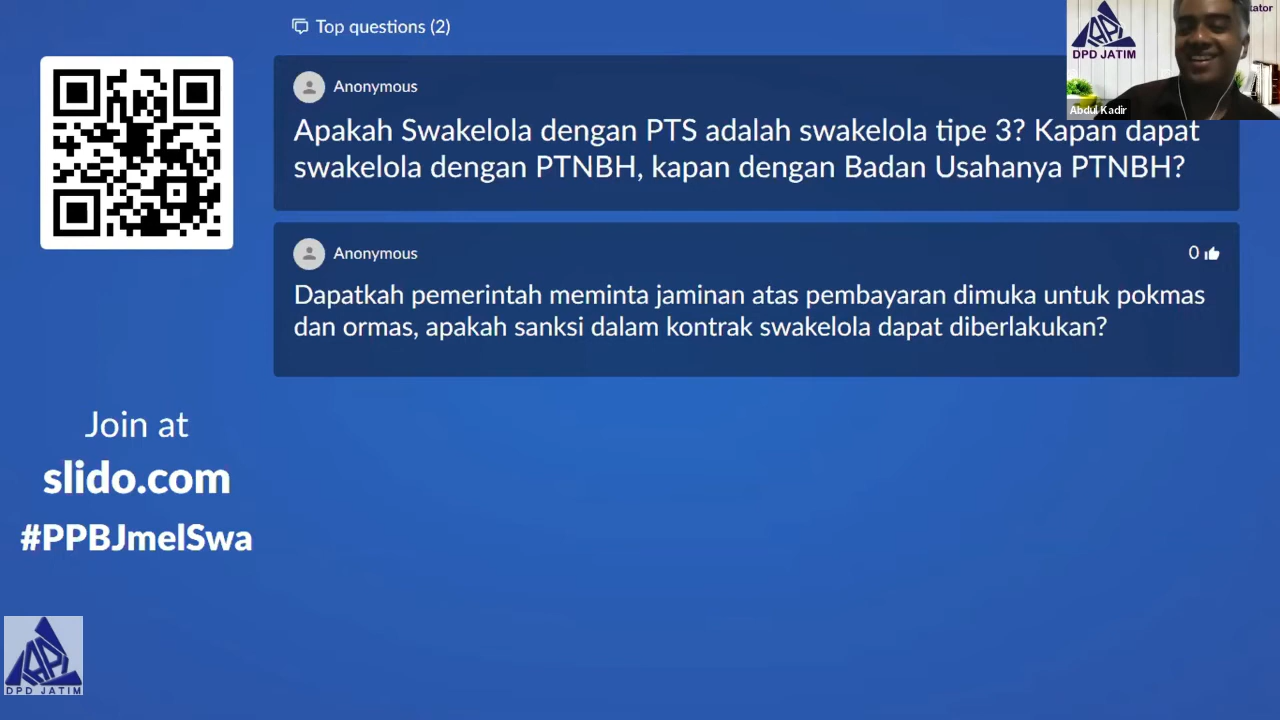 Top questions (2)
Anonymous
Apakah Swakelola dengan PTS adalah swakelola tipe 3? Kapan dapat
swakelola dengan PTNBH, kapan dengan Badan Usahanya PTNBH?
Anonymous
0
Dapatkah pemerintah meminta jaminan atas pembayaran dimuka untuk pokmas
dan ormas, apakah sanksi dalam kontrak swakelola dapat diberlakukan?
Join at
slido.com
#PPBJmelSwa
DPD JATIM
Abdul Kadir
IAPI
DPD JATIM